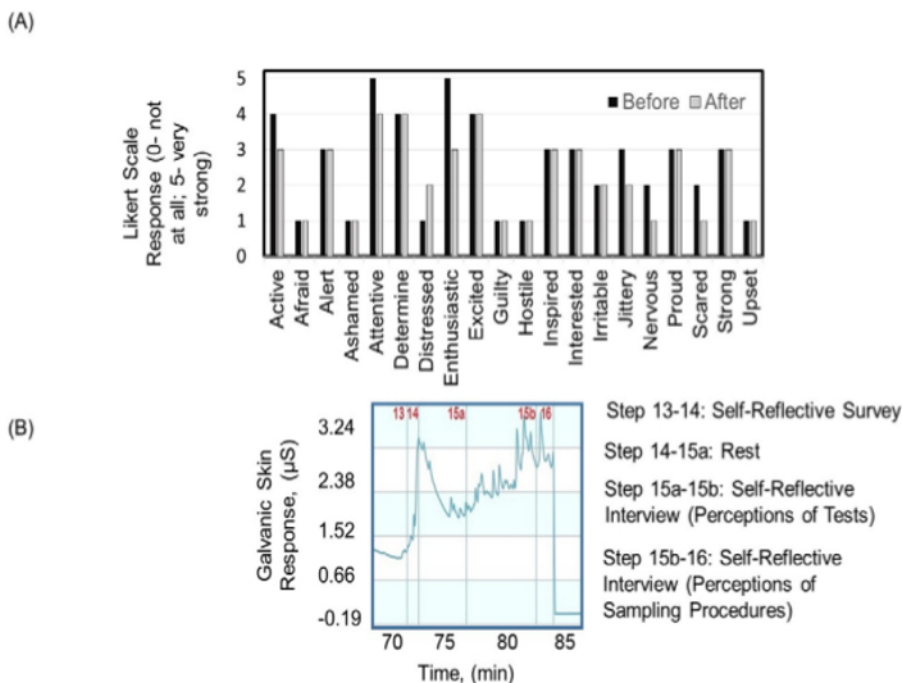 (A)
Likert Scale
Response (0- not
at all; 5- very
strong)
5
4
3
2
1
0
Before
After
Active
Afraid
Alert
Ashamed
Attentive
Determine
Distressed
Enthusiastic
Excited
Guilty
Hostile
Inspired
Interested
Irritable
Jittery
Nervous
Proud
Scared
Strong
Upset
(B)
Galvanic Skin
Response, (µS)
3.24
2.38
1.52
0.66
-0.19
13 14 15a 15b 16
70 75 80 85
Time, (min)
Step 13-14: Self-Reflective Survey
Step 14-15a: Rest
Step 15a-15b: Self-Reflective
Interview (Perceptions of Tests)
Step 15b-16: Self-Reflective
Interview (Perceptions of
Sampling Procedures)